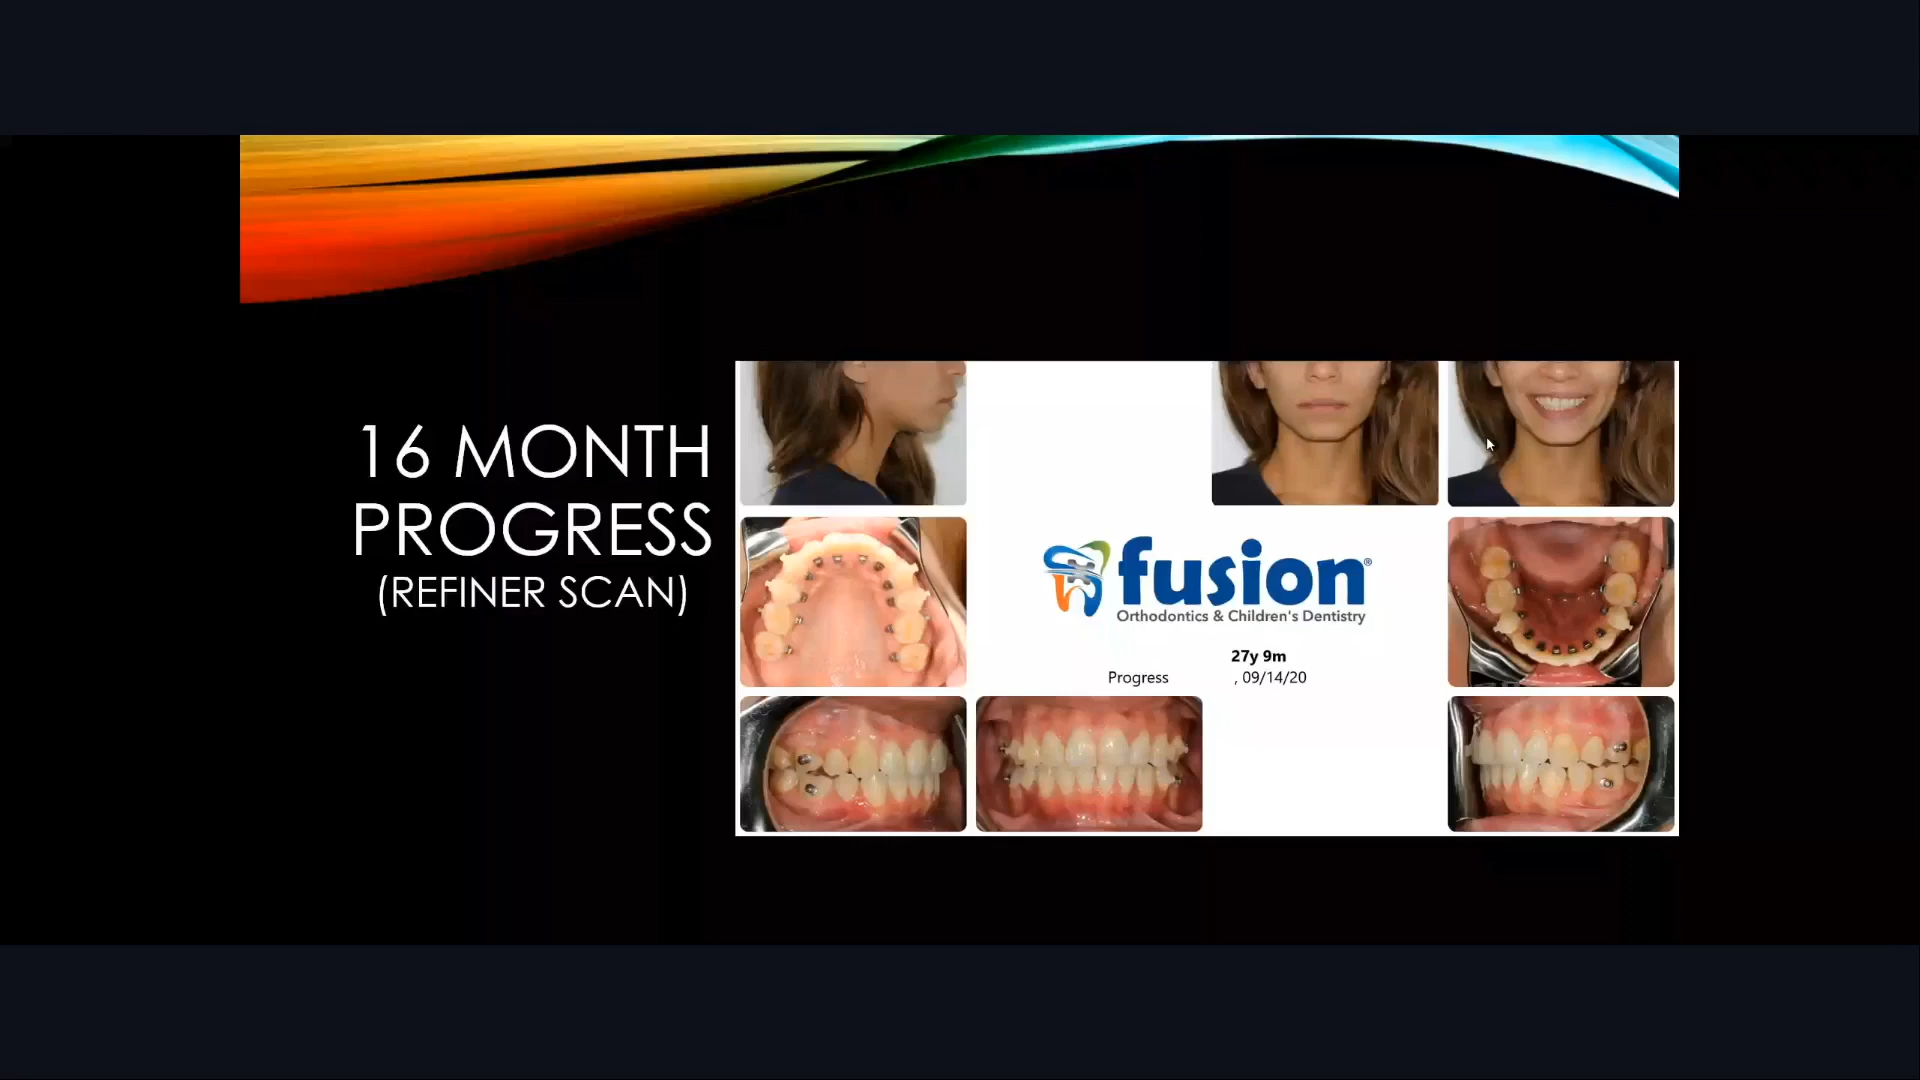 16 MONTH
PROGRESS
(REFINER SCAN)
fusion®
Orthodontics & Children's Dentistry
27y 9m
Progress , 09/14/20